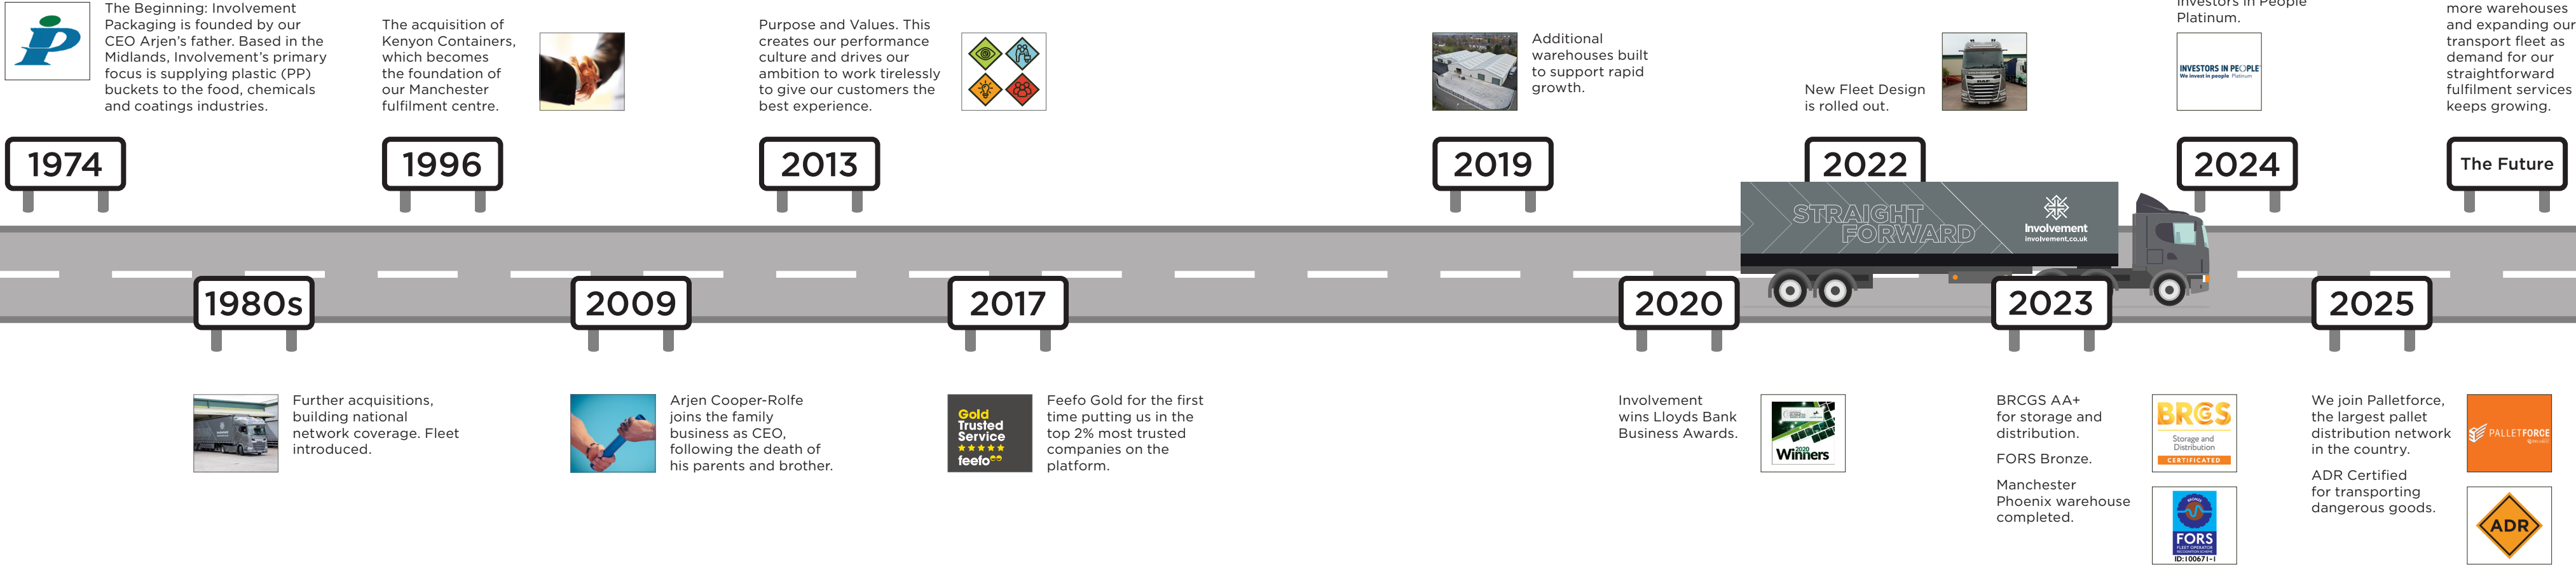 The Beginning: Involvement
Packaging is founded by our
CEO Arjen's father. Based in the
Midlands, Involvement's primary
focus is supplying plastic (PP)
buckets to the food, chemicals
and coatings industries.
1974
The acquisition of
Kenyon Containers,
which becomes
the foundation of
our Manchester
fulfilment centre.
1996
Purpose and Values. This
creates our performance
culture and drives our
ambition to work tirelessly
to give our customers the
best experience.
2013
Additional
warehouses built
to support rapid
growth.
2019
New Fleet Design
is rolled out.
2022
Investors in People
Platinum.
INVESTORS IN PEOPLE
We invest in people Platinum
2024
more warehouses
and expanding our
transport fleet as
demand for our
straightforward
fulfilment services
keeps growing.
The Future
STRAIGHT
FORWARD
Involvement
involvement.co.uk
1980s
Further acquisitions,
building national
network coverage. Fleet
introduced.
2009
Arjen Cooper-Rolfe
joins the family
business as CEO,
following the death of
his parents and brother.
2017
Gold
Trusted
Service
feefo
Feefo Gold for the first
time putting us in the
top 2% most trusted
companies on the
platform.
2020
Involvement
wins Lloyds Bank
Business Awards.
2020
Winners
2023
BRCGS AA+
for storage and
distribution.
FORS Bronze.
Manchester
Phoenix warehouse
completed.
BRCGS
Storage and
Distribution
CERTIFICATED
BRONZE
FORS
FLEET OPERATOR
RECOGNITION SCHEME
ID:100671-1
2025
We join Palletforce,
the largest pallet
distribution network
in the country.
ADR Certified
for transporting
dangerous goods.
PALLETFORCE
ADR